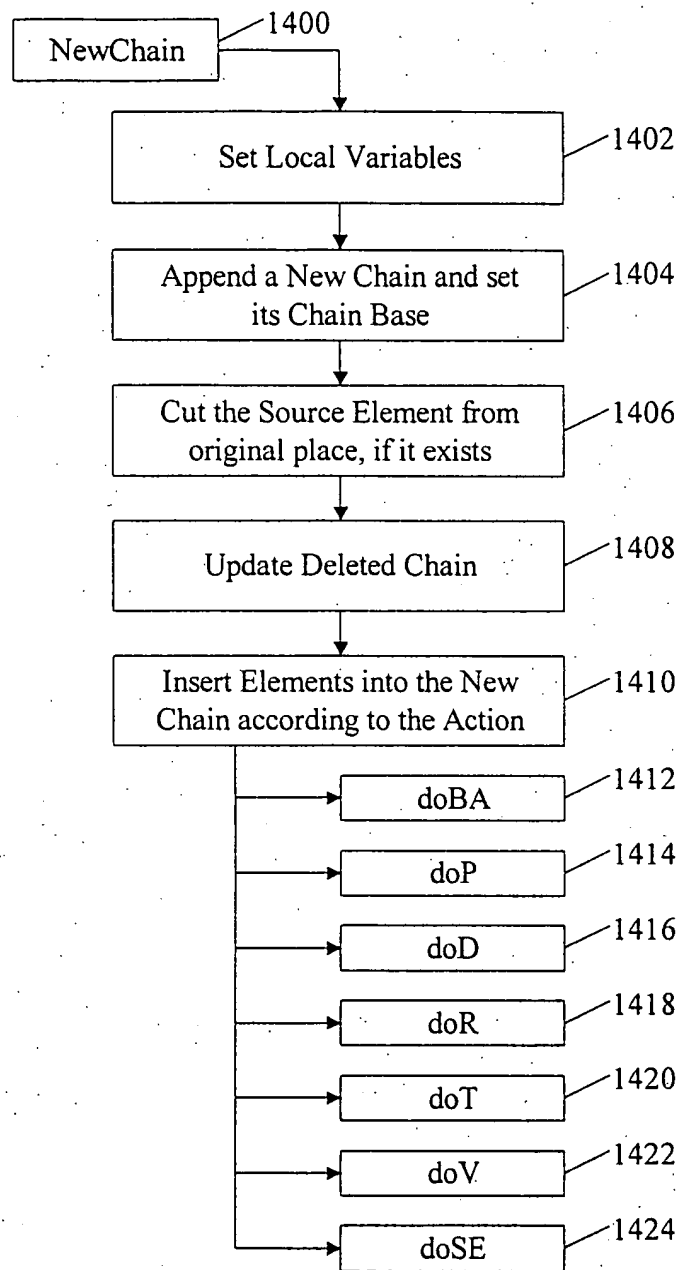 1400
NewChain
1402
Set Local Variables
Append a New Chain and set
its Chain Base
1404
Cut the Source Element from
original place, if it exists
1406
1408
Update Deleted Chain
Insert Elements into the New
Chain according to the Action
1410
1412
doBA
1414
doP
1416
doD
1418
doR
1420
doT
1422
doV
1424
doSE